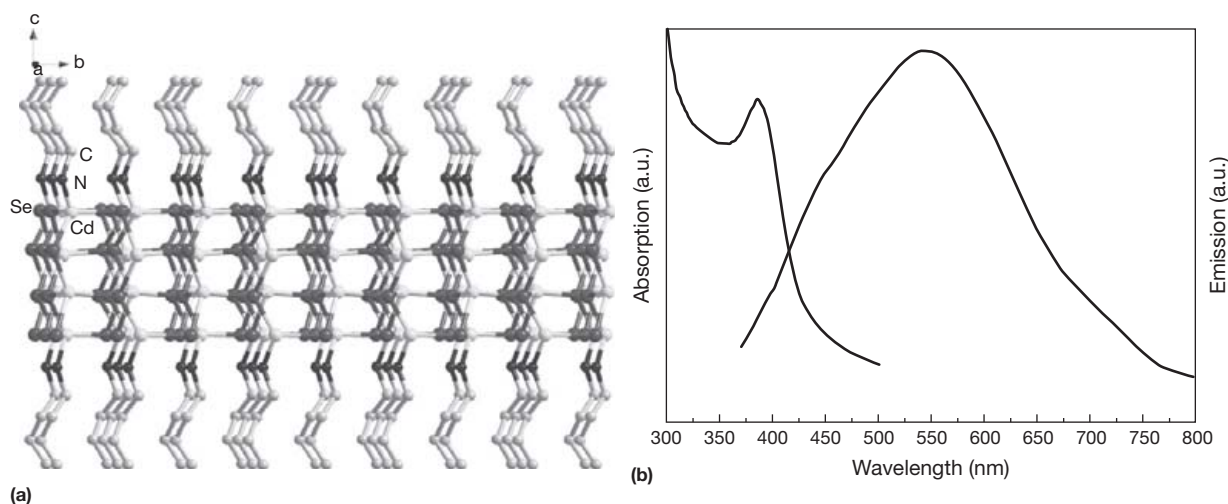 c
a b
C
N
Se
Cd
(a)
Absorption (a.u.)
Emission (a.u.)
300 350 400 450 500 550 600 650 700 750 800
Wavelength (nm)
(b)